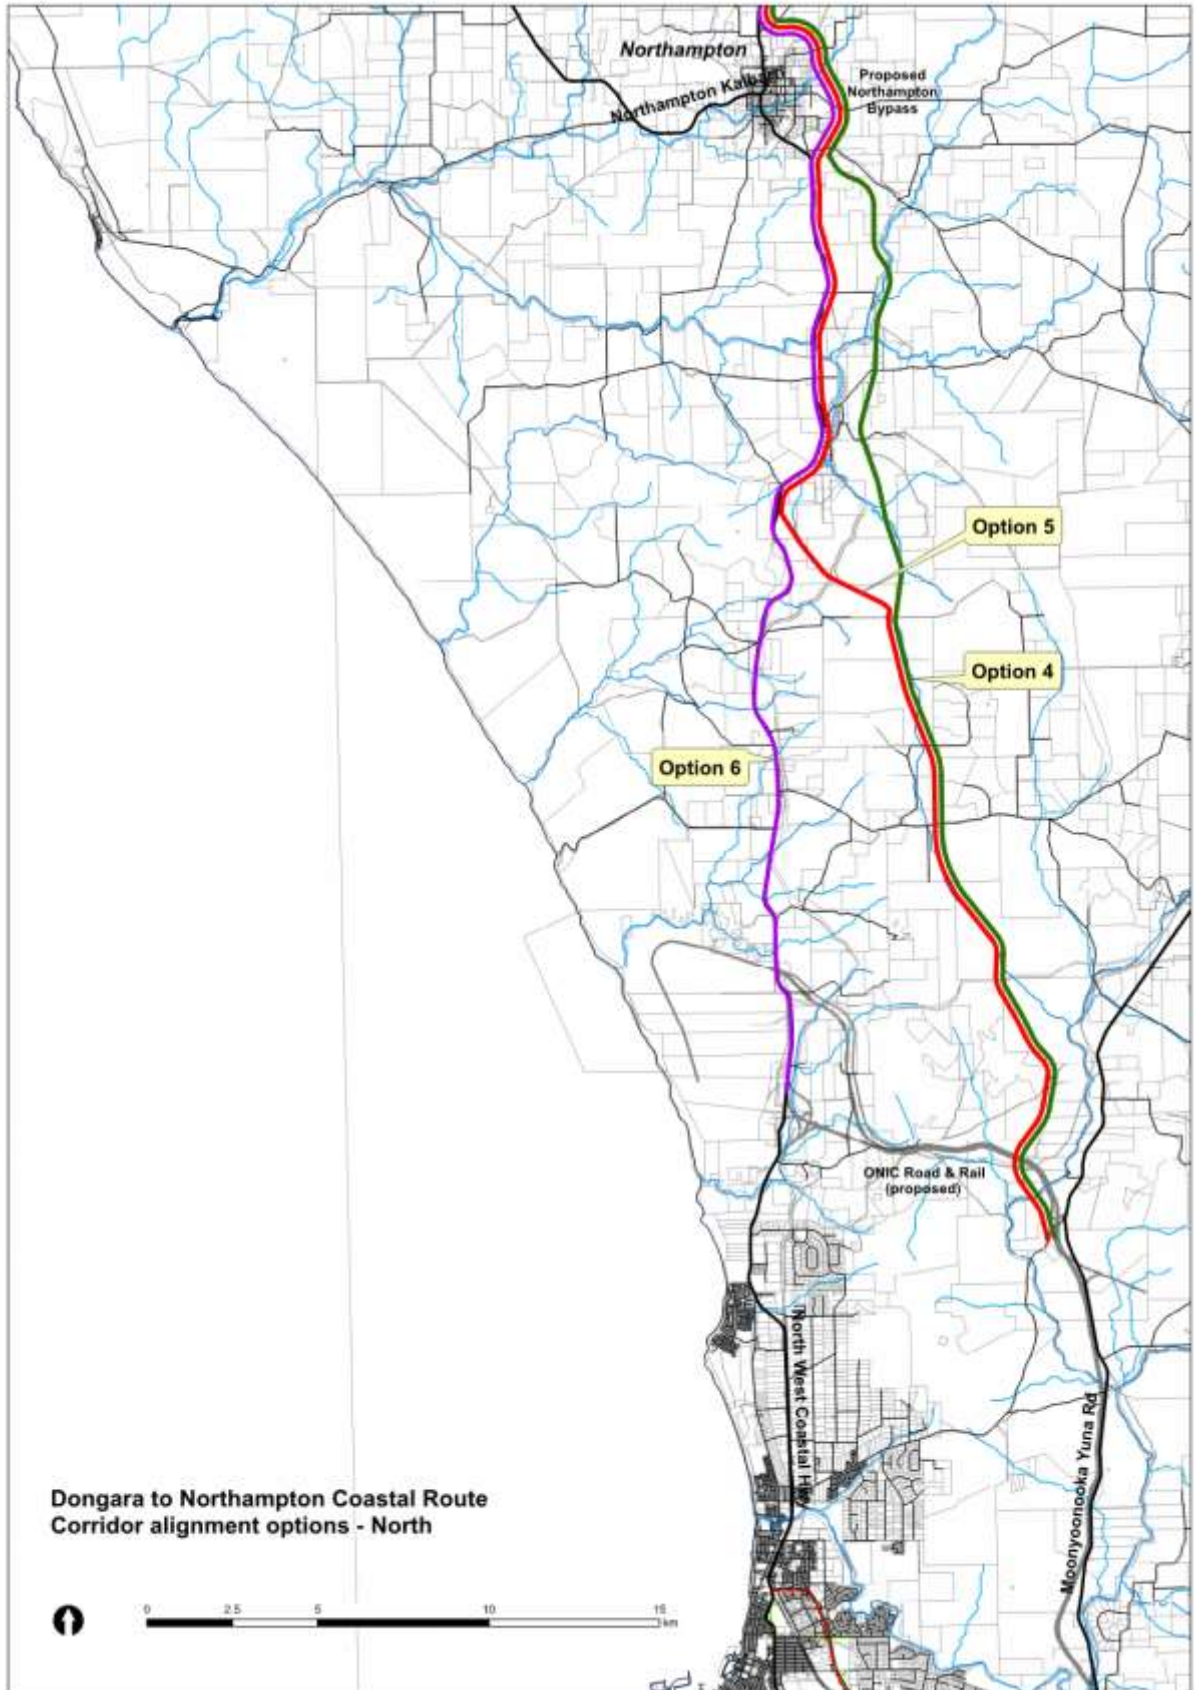 Northampton
Northampton Kalbarri
Proposed
Northampton
Bypass
Option 5
Option 4
Option 6
ONIC Road & Rail
(proposed)
North West Coastal Hwy
Moonyoonooka Yuna Rd
Dongara to Northampton Coastal Route
Corridor alignment options - North
0 2.5 5 10 15
km